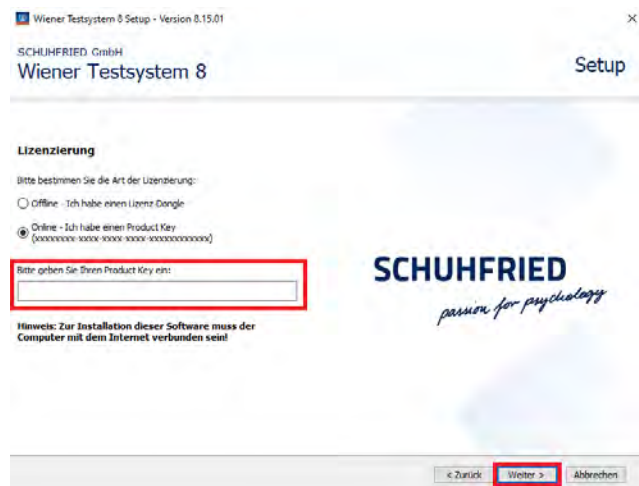 Wiener Testsystem 8 Setup - Version 8.15.01
SCHUHFRIED GmbH
Wiener Testsystem 8
Setup
Lizenzierung
Bitte bestimmen Sie die Art der Lizenzierung:
Offline - Ich habe einen Lizenz-Dongle
Online - Ich habe einen Product Key
(xxxxxxxx-xxxx-xxxx-xxxx-xxxxxxxxxxxx)
Bitte geben Sie Ihren Product Key ein:
Hinweis: Zur Installation dieser Software muss der
Computer mit dem Internet verbunden sein!
SCHUHFRIED
passion for psychology
< Zurück
Weiter >
Abbrechen